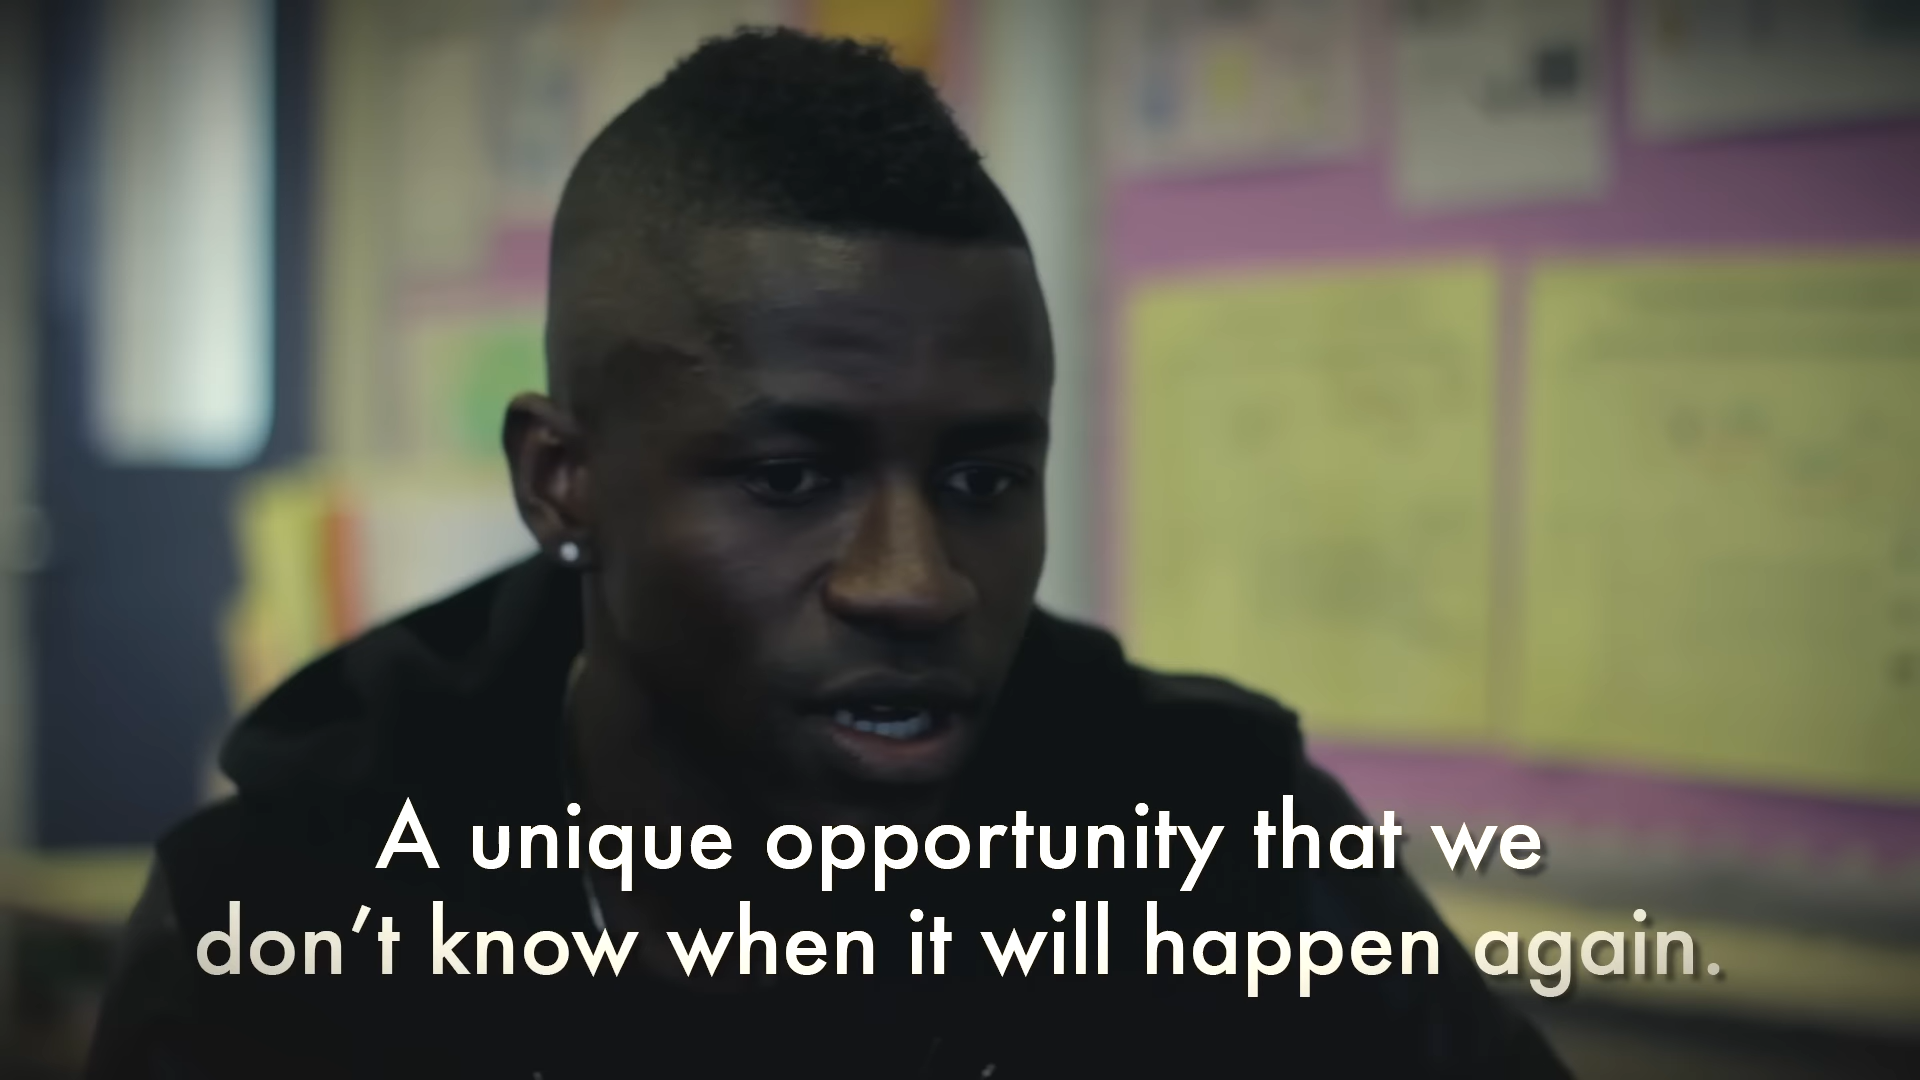 A unique opportunity that we
don’t know when it will happen again.